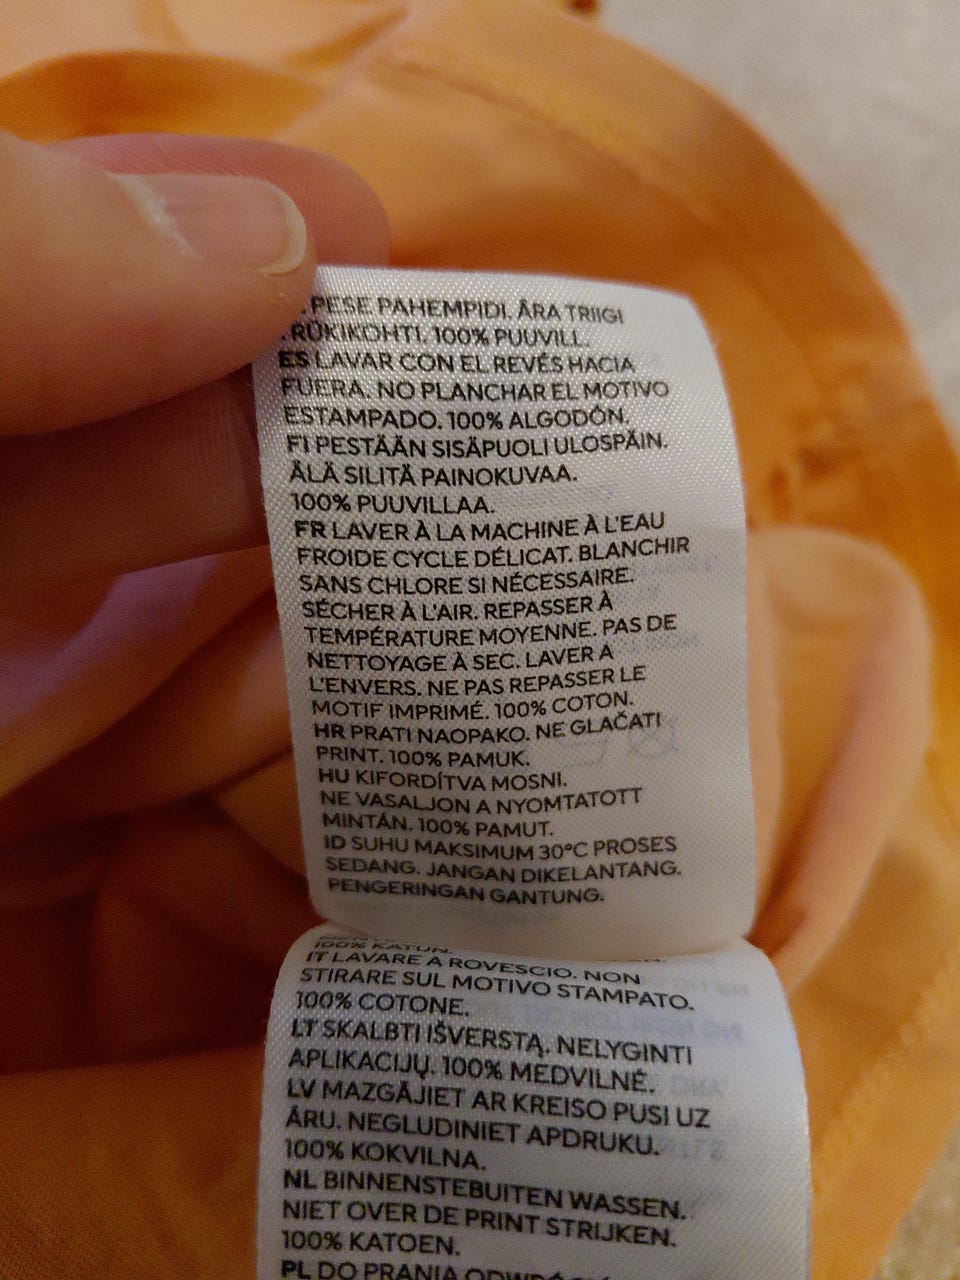 PESE PAHEMPIDI. ÄRA TRIIGI
TRÜKIKOHTI. 100% PUUVILL.
ES LAVAR CON EL REVÉS HACIA
FUERA. NO PLANCHAR EL MOTIVO
ESTAMPADO. 100% ALGODÓN.
FI PESTÄÄN SISÄPUOLI ULOSPÄIN.
ÄLÄ SILITÄ PAINOKUVAA.
100% PUUVILLAA.
FR LAVER À LA MACHINE À L'EAU
FROIDE CYCLE DÉLICAT. BLANCHIR
SANS CHLORE SI NÉCESSAIRE.
SÉCHER À L'AIR. REPASSER À
TEMPÉRATURE MOYENNE. PAS DE
NETTOYAGE À SEC. LAVER A
L'ENVERS. NE PAS REPASSER LE
MOTIF IMPRIMÉ. 100% COTON.
HR PRATI NAOPAKO. NE GLAČATI
PRINT. 100% PAMUK.
HU KIFORDÍTVA MOSNI.
NE VASALJON A NYOMTATOTT
MINTÁN. 100% PAMUT.
ID SUHU MAKSIMUM 30°C PROSES
SEDANG. JANGAN DIKELANTANG.
PENGERINGAN GANTUNG.
100% KATUN.
IT LAVARE A ROVESCIO. NON
STIRARE SUL MOTIVO STAMPATO.
100% COTONE.
LT SKALBTI IŠVERSTĄ. NELYGINTI
APLIKACIJŲ. 100% MEDVILNĖ.
LV MAZGĀJIET AR KREISO PUSI UZ
ĀRU. NEGLUDINIET APDRUKU.
100% KOKVILNA.
NL BINNENSTEBUITEN WASSEN.
NIET OVER DE PRINT STRIJKEN.
100% KATOEN.
PL DO PRANIA